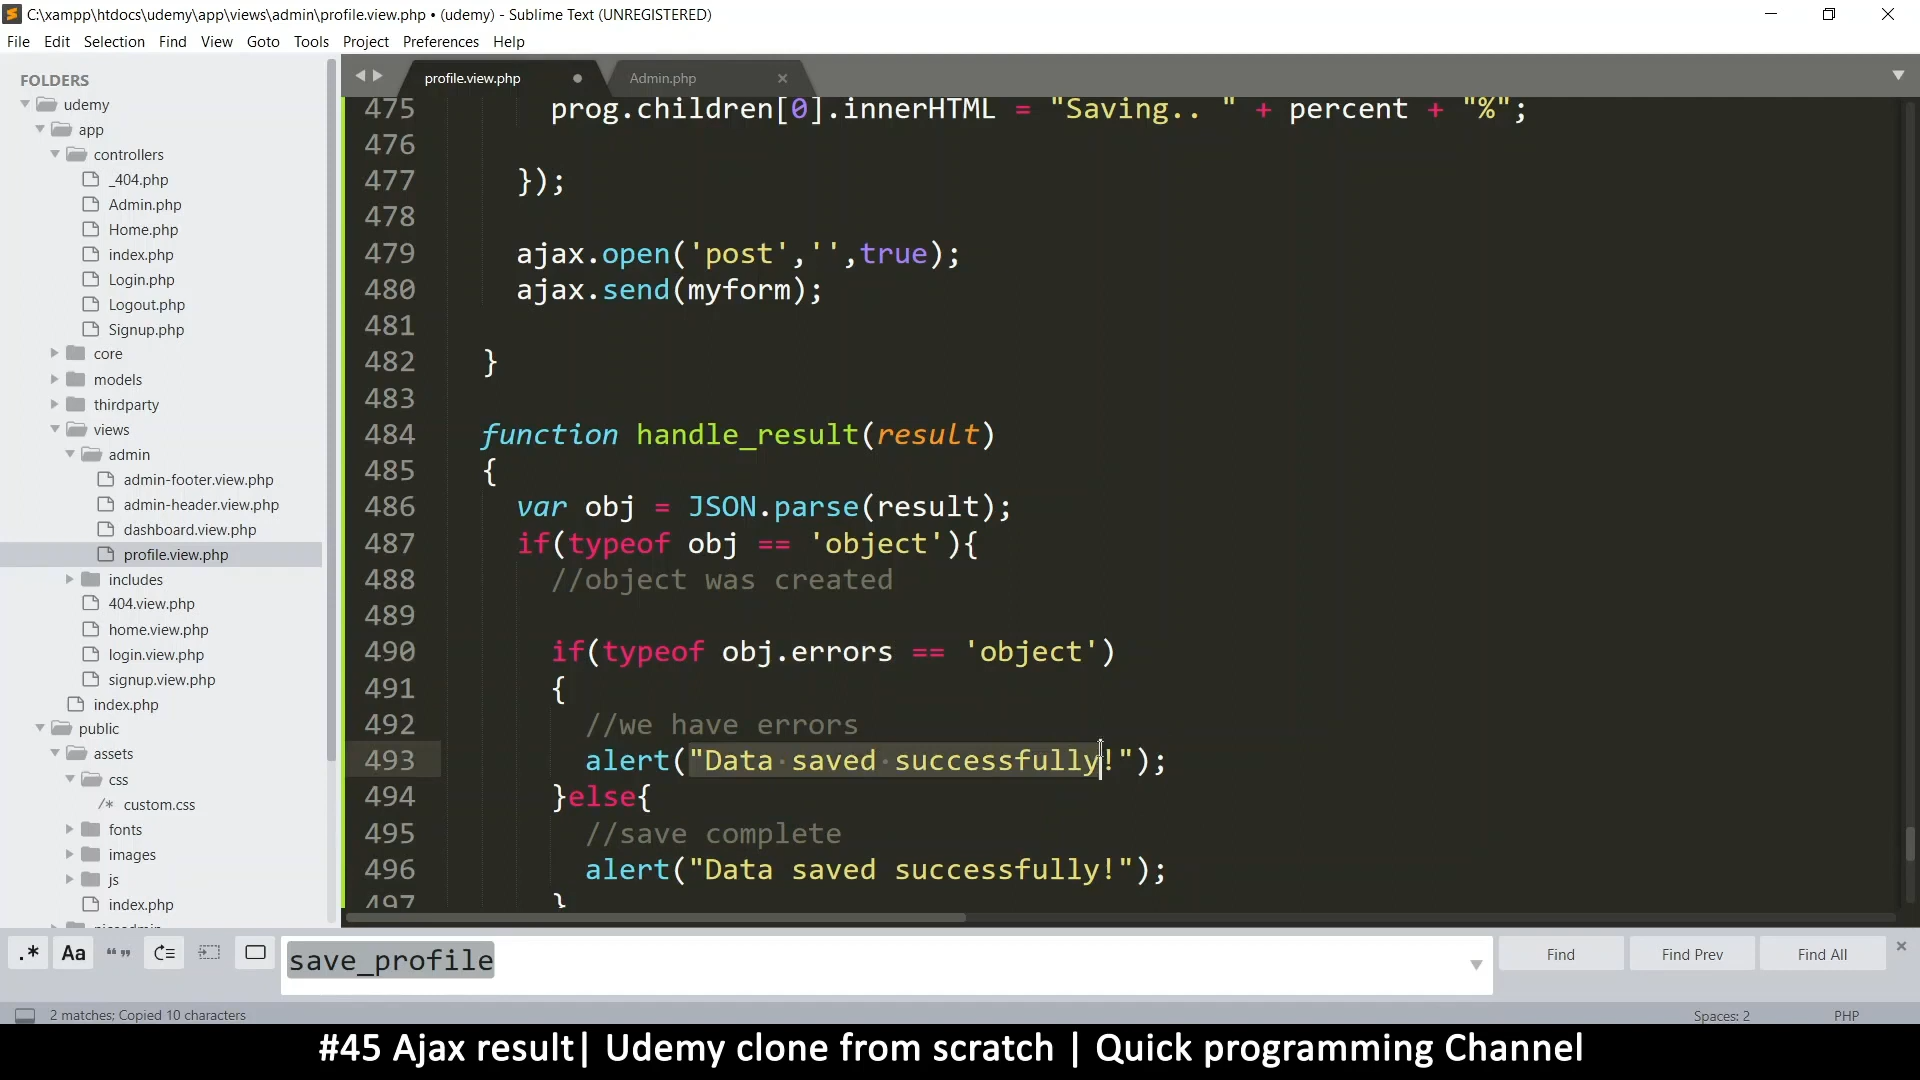 C:\xampp\htdocs\udemy\app\views\admin\profile.view.php • (udemy) - Sublime Text (UNREGISTERED)
File Edit Selection Find View Goto Tools Project Preferences Help
FOLDERS
udemy
app
controllers
_404.php
Admin.php
Home.php
index.php
Login.php
Logout.php
Signup.php
core
models
thirdparty
views
admin
admin-footer.view.php
admin-header.view.php
dashboard.view.php
profile.view.php
includes
404.view.php
home.view.php
login.view.php
signup.view.php
index.php
public
assets
css
/* custom.css
fonts
images
js
index.php
profile.view.php
Admin.php
475 prog.children[0].innerHTML = "Saving.. " + percent + "%";
476
477 });
478
479 ajax.open('post','',true);
480 ajax.send(myform);
481
482 }
483
484 function handle_result(result)
485 {
486 var obj = JSON.parse(result);
487 if(typeof obj == 'object'){
488 //object was created
489
490 if(typeof obj.errors == 'object')
491 {
492 //we have errors
493 alert("Data saved successfully!");
494 }else{
495 //save complete
496 alert("Data saved successfully!");
497 }
.* Aa “” save_profile Find Find Prev Find All
2 matches; Copied 10 characters Spaces: 2 PHP
#45 Ajax result| Udemy clone from scratch | Quick programming Channel